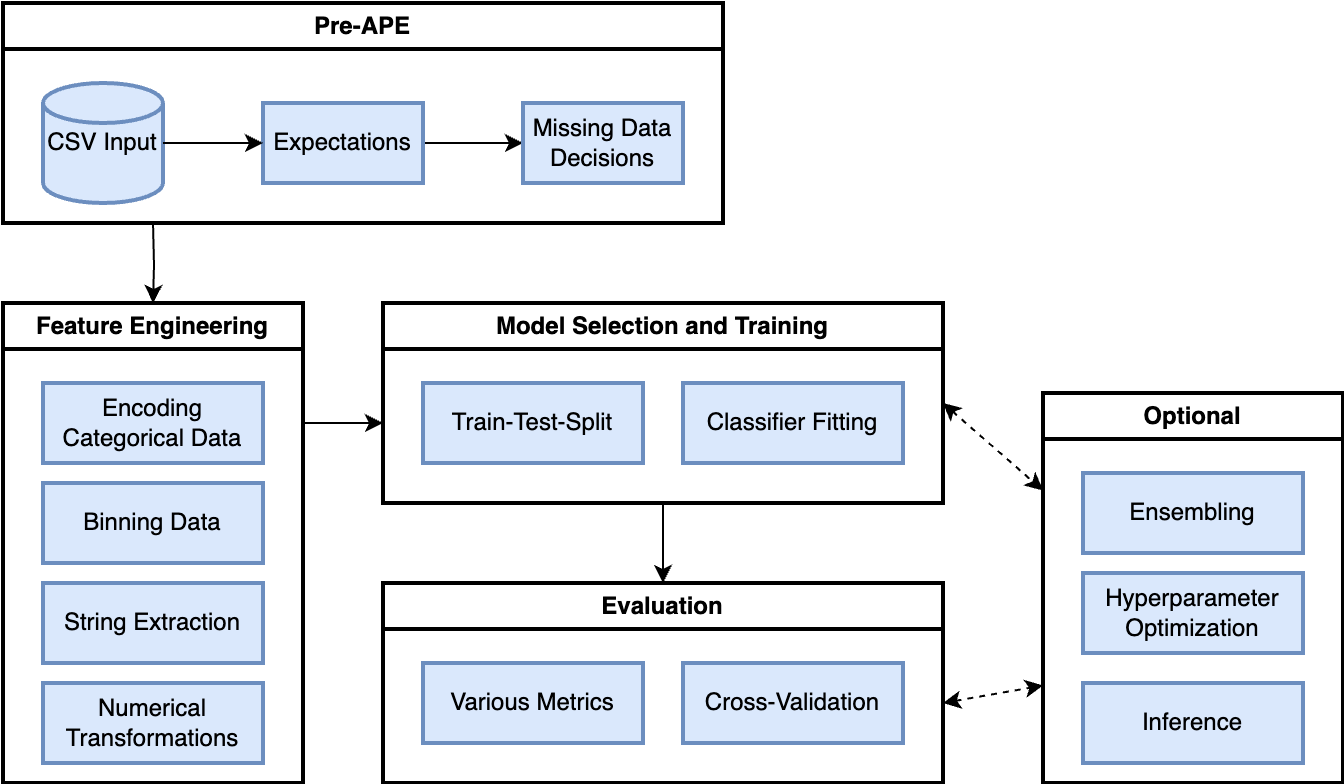 Pre-APE
CSV Input
Expectations
Missing Data
Decisions
Feature Engineering
Encoding
Categorical Data
Binning Data
String Extraction
Numerical
Transformations
Model Selection and Training
Train-Test-Split
Classifier Fitting
Evaluation
Various Metrics
Cross-Validation
Optional
Ensembling
Hyperparameter
Optimization
Inference